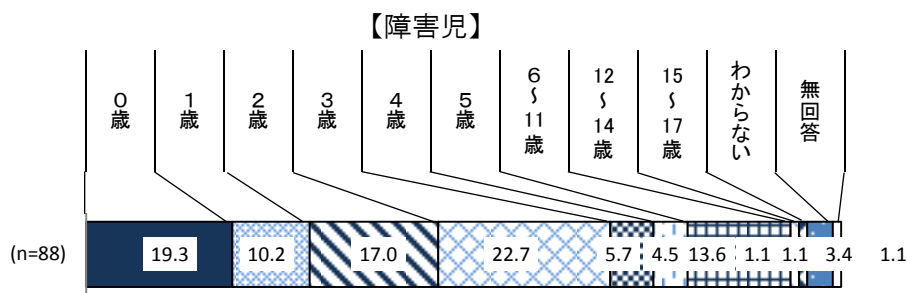 【障害児】
0歳
1歳
2歳
3歳
4歳
5歳
6~11歳
12~14歳
15~17歳
わからない
無回答
(n=88)
19.3
10.2
17.0
22.7
5.7
4.5
13.6
1.1
1.1
3.4
1.1